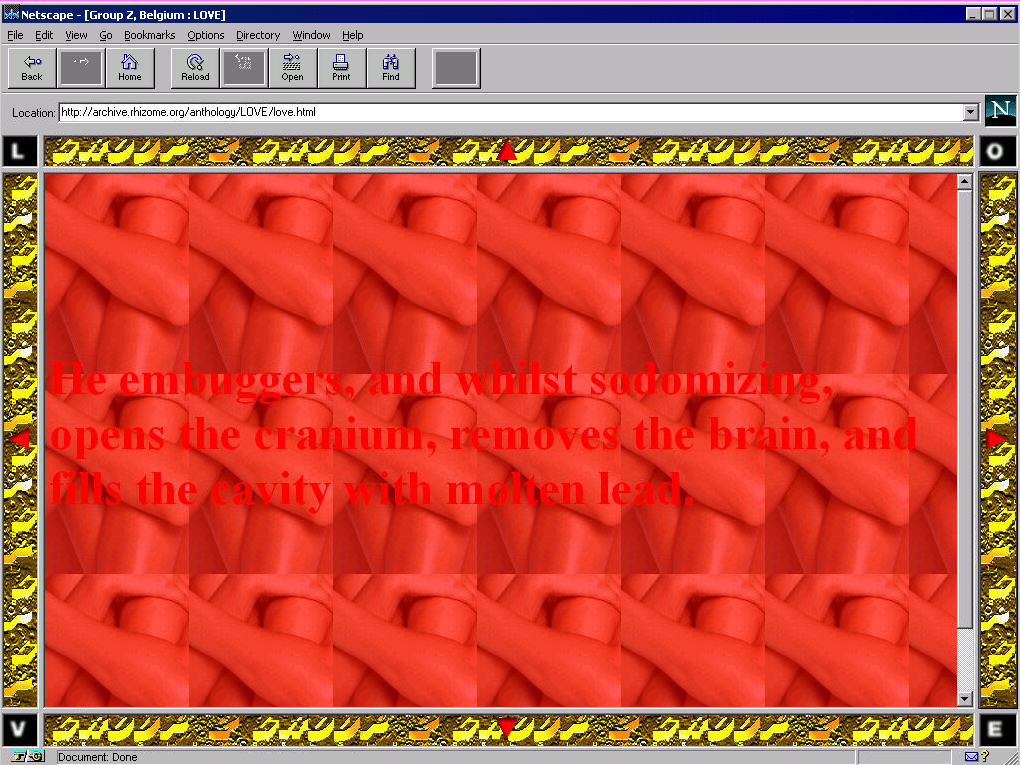 Netscape - [Group Z, Belgium : LOVE]
File Edit View Go Bookmarks Options Directory Window Help
Back Home Reload Open Print Find
Location: http://archive.rhizome.org/anthology/LOVE/love.html
N
L O
He embuggers, and whilst sodomizing,
opens the cranium, removes the brain, and
fills the cavity with molten lead.
V E
Document: Done